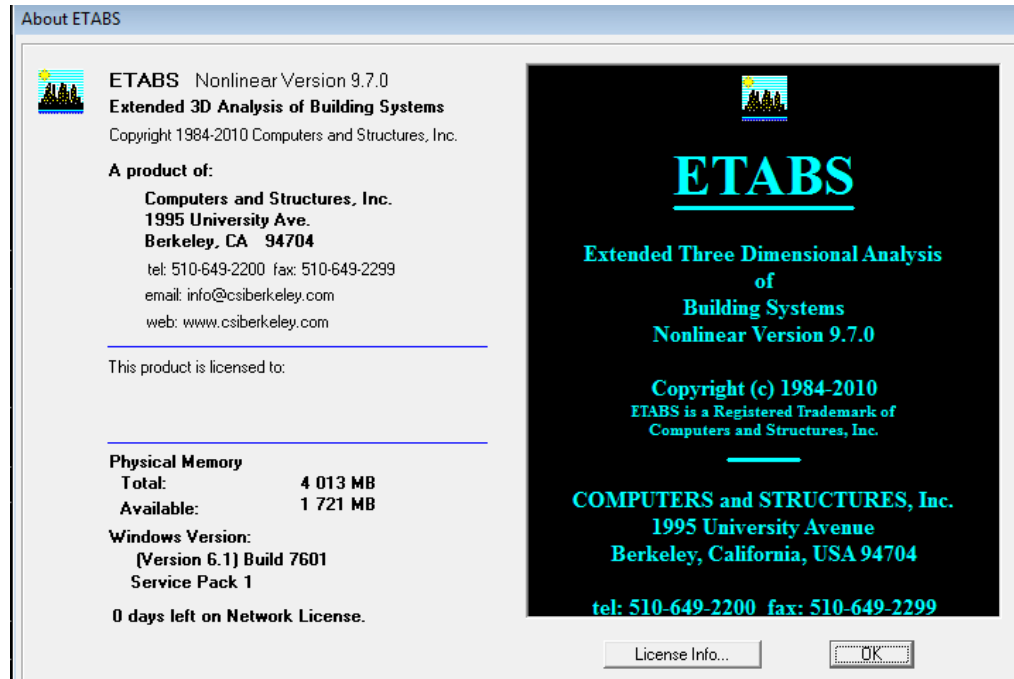 About ETABS
ETABS Nonlinear Version 9.7.0
Extended 3D Analysis of Building Systems
Copyright 1984-2010 Computers and Structures, Inc.
A product of:
Computers and Structures, Inc.
1995 University Ave.
Berkeley, CA 94704
tel: 510-649-2200 fax: 510-649-2299
email: info@csiberkeley.com
web: www.csiberkeley.com
This product is licensed to:
Physical Memory
Total: 4 013 MB
Available: 1 721 MB
Windows Version:
(Version 6.1) Build 7601
Service Pack 1
0 days left on Network License.
ETABS
Extended Three Dimensional Analysis
of
Building Systems
Nonlinear Version 9.7.0
Copyright (c) 1984-2010
ETABS is a Registered Trademark of
Computers and Structures, Inc.
COMPUTERS and STRUCTURES, Inc.
1995 University Avenue
Berkeley, California, USA 94704
tel: 510-649-2200 fax: 510-649-2299
License Info...
OK